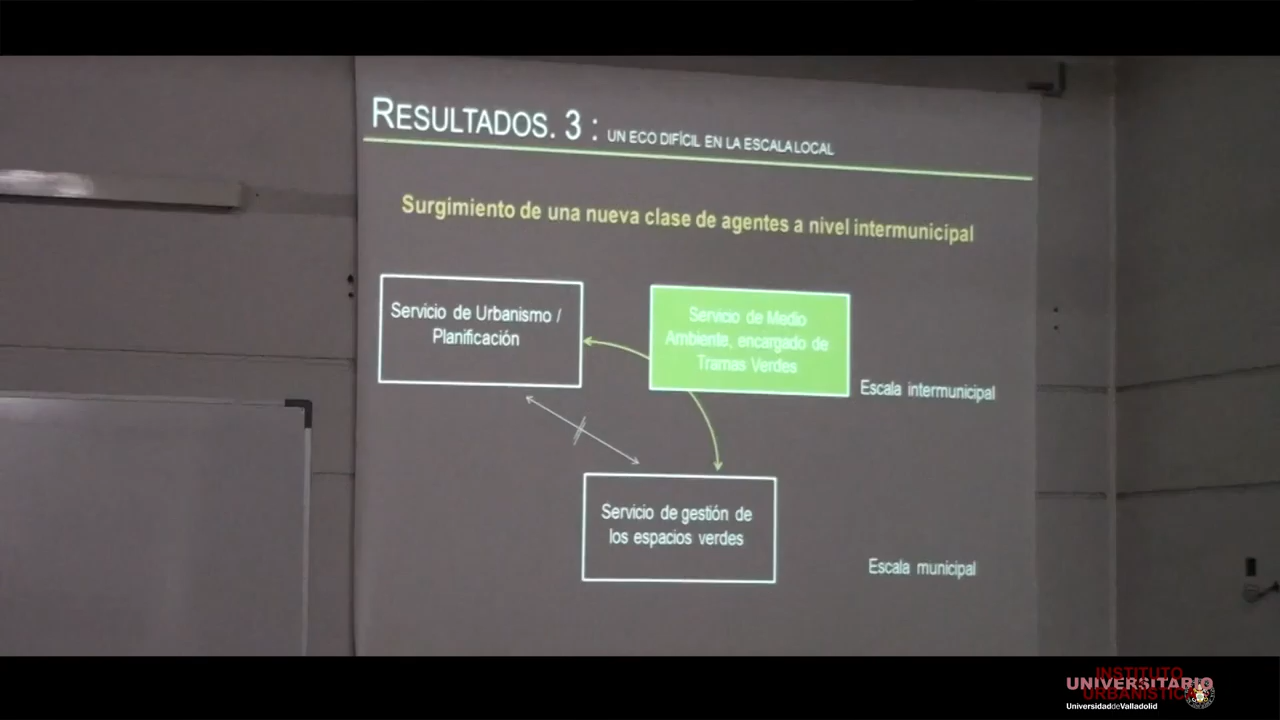 RESULTADOS. 3 : UN ECO DIFÍCIL EN LA ESCALA LOCAL
Surgimiento de una nueva clase de agentes a nivel intermunicipal
Servicio de Urbanismo /
Planificación
Servicio de Medio
Ambiente, encargado de
Tramas Verdes
Escala intermunicipal
Servicio de gestión de
los espacios verdes
Escala municipal
INSTITUTO
UNIVERSITARIO
URBANÍSTICA
UniversidaddeValladolid